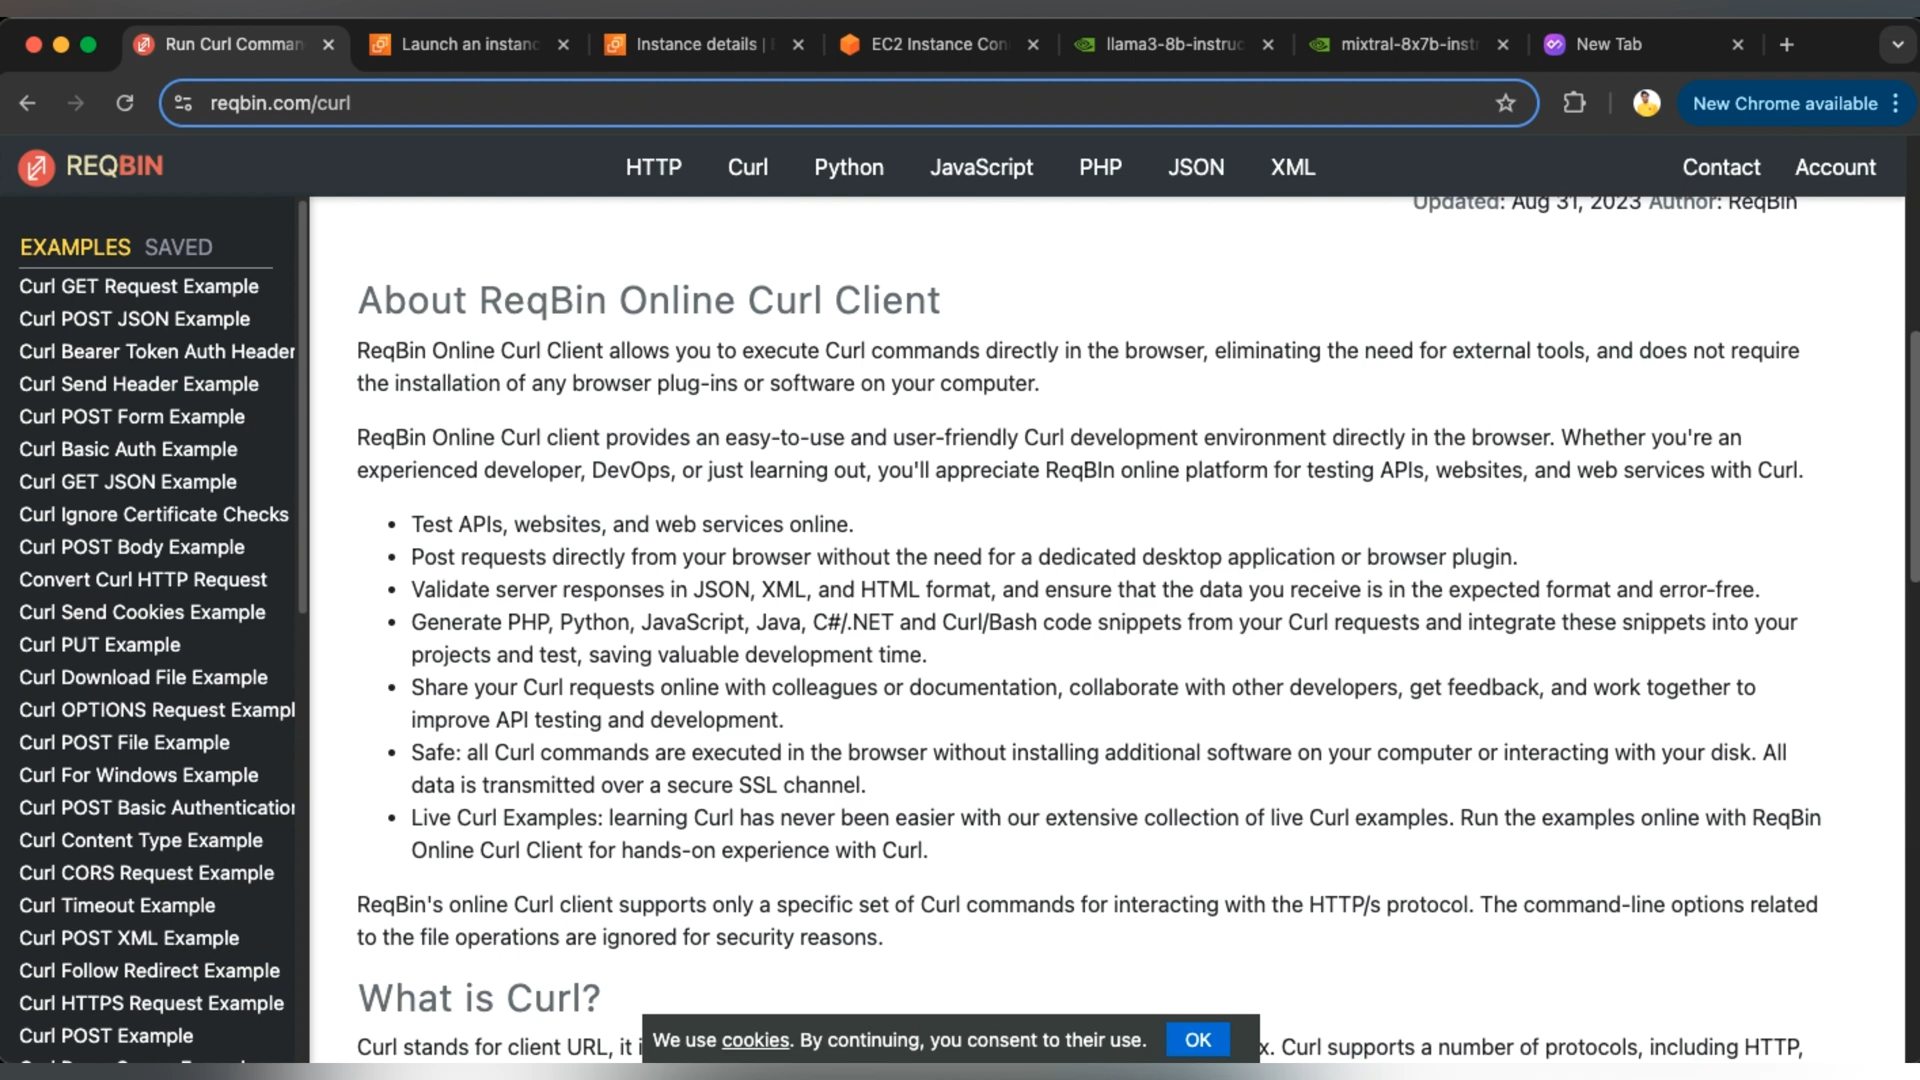 Run Curl Comman
Launch an instanc
Instance details |
EC2 Instance Con
llama3-8b-instruc
mixtral-8x7b-inst
New Tab
reqbin.com/curl
New Chrome available
REQBIN
HTTP
Curl
Python
JavaScript
PHP
JSON
XML
Contact
Account
Updated: Aug 31, 2023 Author: ReqBin
EXAMPLES SAVED
Curl GET Request Example
Curl POST JSON Example
Curl Bearer Token Auth Header
Curl Send Header Example
Curl POST Form Example
Curl Basic Auth Example
Curl GET JSON Example
Curl Ignore Certificate Checks
Curl POST Body Example
Convert Curl HTTP Request
Curl Send Cookies Example
Curl PUT Example
Curl Download File Example
Curl OPTIONS Request Exampl
Curl POST File Example
Curl For Windows Example
Curl POST Basic Authentication
Curl Content Type Example
Curl CORS Request Example
Curl Timeout Example
Curl POST XML Example
Curl Follow Redirect Example
Curl HTTPS Request Example
Curl POST Example
About ReqBin Online Curl Client
ReqBin Online Curl Client allows you to execute Curl commands directly in the browser, eliminating the need for external tools, and does not require
the installation of any browser plug-ins or software on your computer.
ReqBin Online Curl client provides an easy-to-use and user-friendly Curl development environment directly in the browser. Whether you're an
experienced developer, DevOps, or just learning out, you'll appreciate ReqBIn online platform for testing APIs, websites, and web services with Curl.
• Test APIs, websites, and web services online.
• Post requests directly from your browser without the need for a dedicated desktop application or browser plugin.
• Validate server responses in JSON, XML, and HTML format, and ensure that the data you receive is in the expected format and error-free.
• Generate PHP, Python, JavaScript, Java, C#/.NET and Curl/Bash code snippets from your Curl requests and integrate these snippets into your
projects and test, saving valuable development time.
• Share your Curl requests online with colleagues or documentation, collaborate with other developers, get feedback, and work together to
improve API testing and development.
• Safe: all Curl commands are executed in the browser without installing additional software on your computer or interacting with your disk. All
data is transmitted over a secure SSL channel.
• Live Curl Examples: learning Curl has never been easier with our extensive collection of live Curl examples. Run the examples online with ReqBin
Online Curl Client for hands-on experience with Curl.
ReqBin's online Curl client supports only a specific set of Curl commands for interacting with the HTTP/s protocol. The command-line options related
to the file operations are ignored for security reasons.
What is Curl?
Curl stands for client URL, it i
We use cookies. By continuing, you consent to their use.
OK
x. Curl supports a number of protocols, including HTTP,